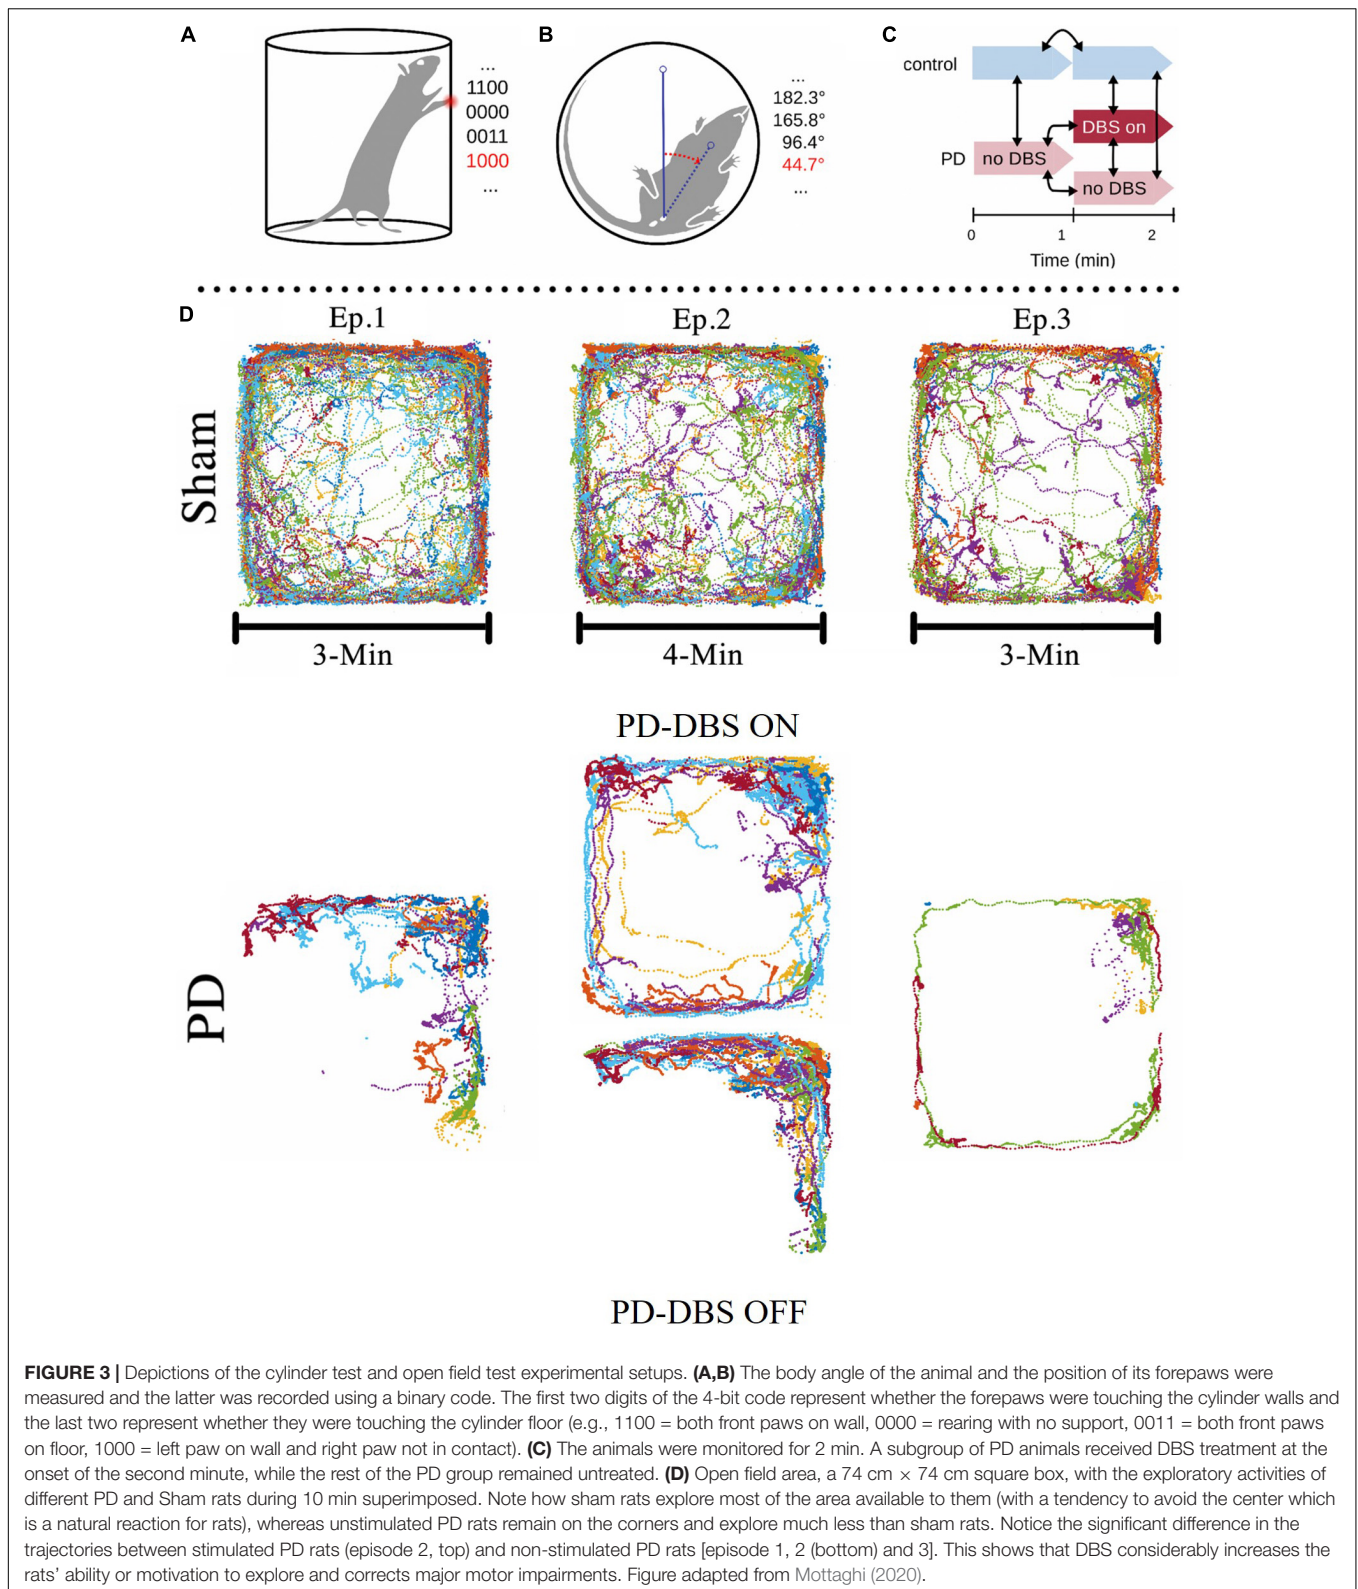 A
B
C
...
1100
0000
0011
1000
...
...
182.3°
165.8°
96.4°
44.7°
...
control
DBS on
PD
no DBS
no DBS
0
1
2
Time (min)
D
Ep.1
Ep.2
Ep.3
Sham
3-Min
4-Min
3-Min
PD-DBS ON
PD
PD-DBS OFF
FIGURE 3 | Depictions of the cylinder test and open field test experimental setups. (A,B) The body angle of the animal and the position of its forepaws were
measured and the latter was recorded using a binary code. The first two digits of the 4-bit code represent whether the forepaws were touching the cylinder walls and
the last two represent whether they were touching the cylinder floor (e.g., 1100 = both front paws on wall, 0000 = rearing with no support, 0011 = both front paws
on floor, 1000 = left paw on wall and right paw not in contact). (C) The animals were monitored for 2 min. A subgroup of PD animals received DBS treatment at the
onset of the second minute, while the rest of the PD group remained untreated. (D) Open field area, a 74 cm × 74 cm square box, with the exploratory activities of
different PD and Sham rats during 10 min superimposed. Note how sham rats explore most of the area available to them (with a tendency to avoid the center which
is a natural reaction for rats), whereas unstimulated PD rats remain on the corners and explore much less than sham rats. Notice the significant difference in the
trajectories between stimulated PD rats (episode 2, top) and non-stimulated PD rats [episode 1, 2 (bottom) and 3]. This shows that DBS considerably increases the
rats' ability or motivation to explore and corrects major motor impairments. Figure adapted from Mottaghi (2020).